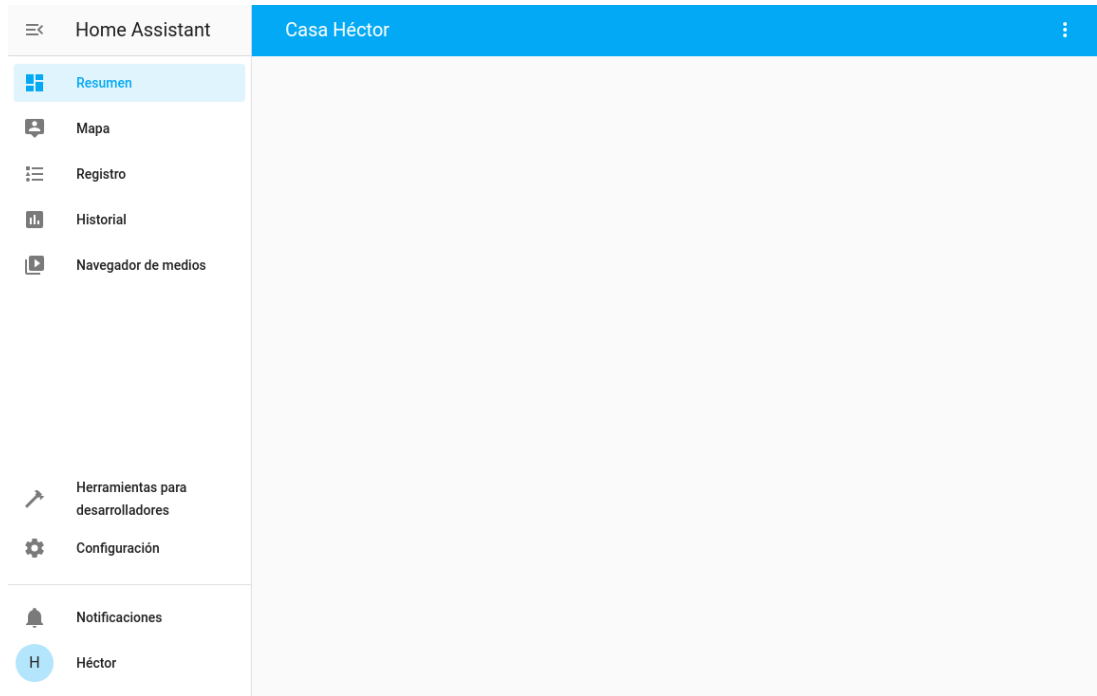 Home Assistant
Casa Héctor
Resumen
Mapa
Registro
Historial
Navegador de medios
Herramientas para
desarrolladores
Configuración
Notificaciones
H
Héctor